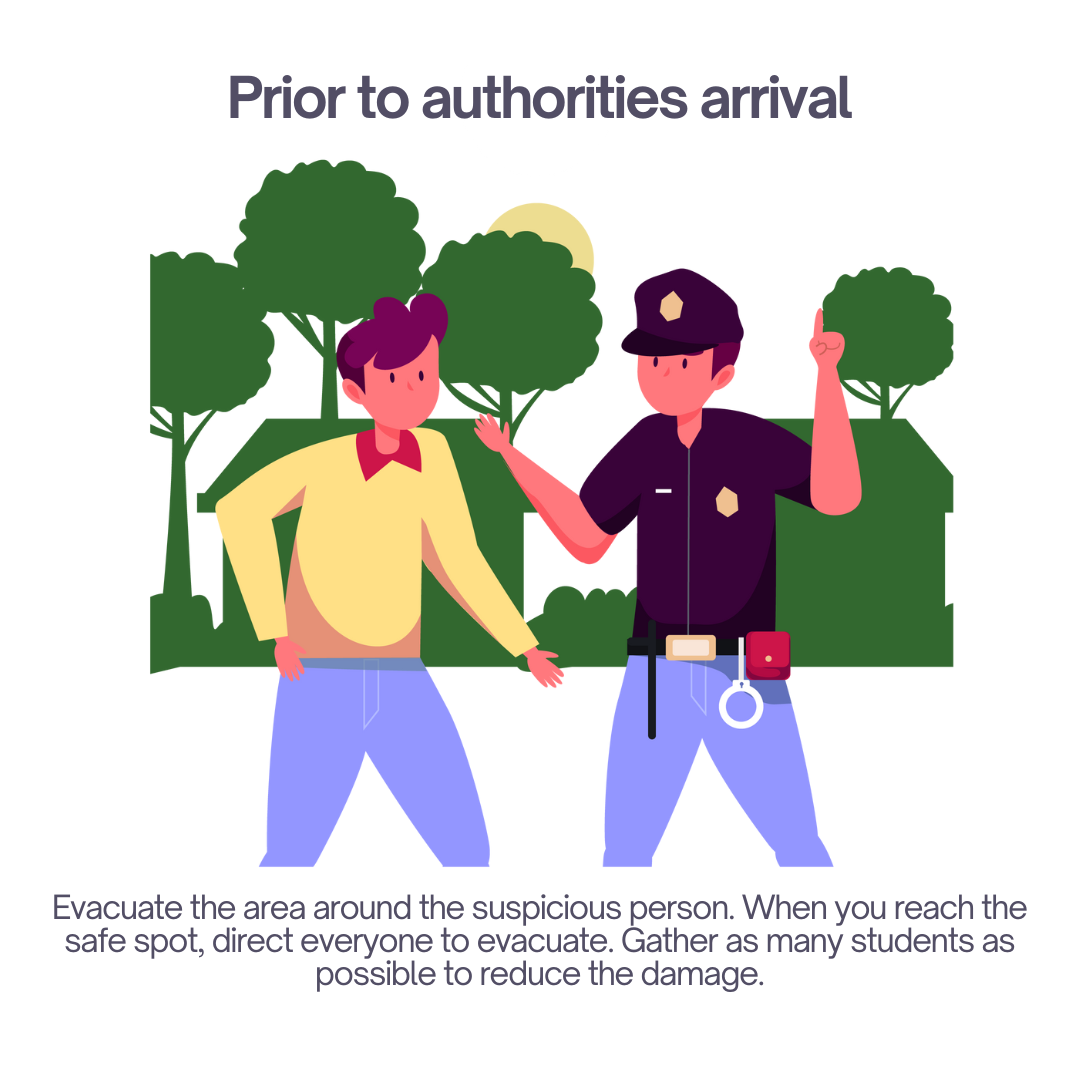 Prior to authorities arrival
Evacuate the area around the suspicious person. When you reach the
safe spot, direct everyone to evacuate. Gather as many students as
possible to reduce the damage.